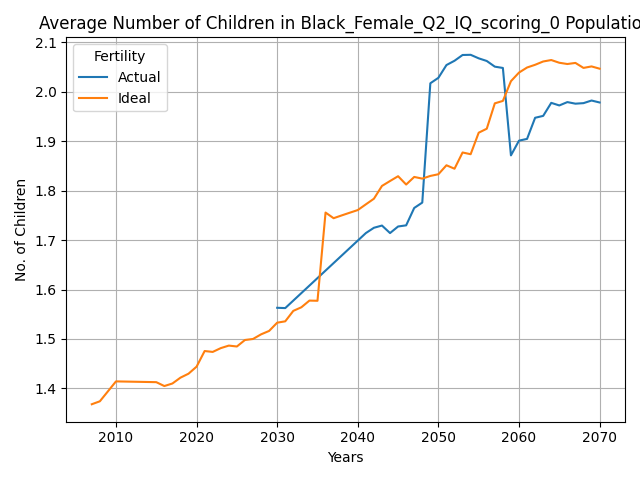 Average Number of Children in Black_Female_Q2_IQ_scoring_0 Populatio
2.1
2.0
1.9
1.8
1.7
1.6
1.5
1.4
No. of Children
Fertility
Actual
Ideal
2010 2020 2030 2040 2050 2060 2070
Years